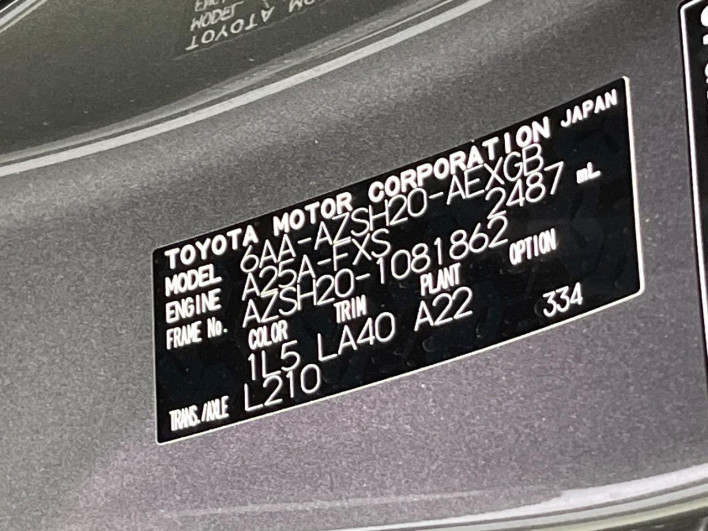 TOYOTA MOTOR CORPORATION JAPAN
MODEL 6AA-AZSH20-AEXGB
ENGINE A25A-FXS 2487 mL
FRAME No. AZSH20-1081862
COLOR TRIM PLANT OPTION
1L5 LA40 A22 334
TRANS./AXLE L210